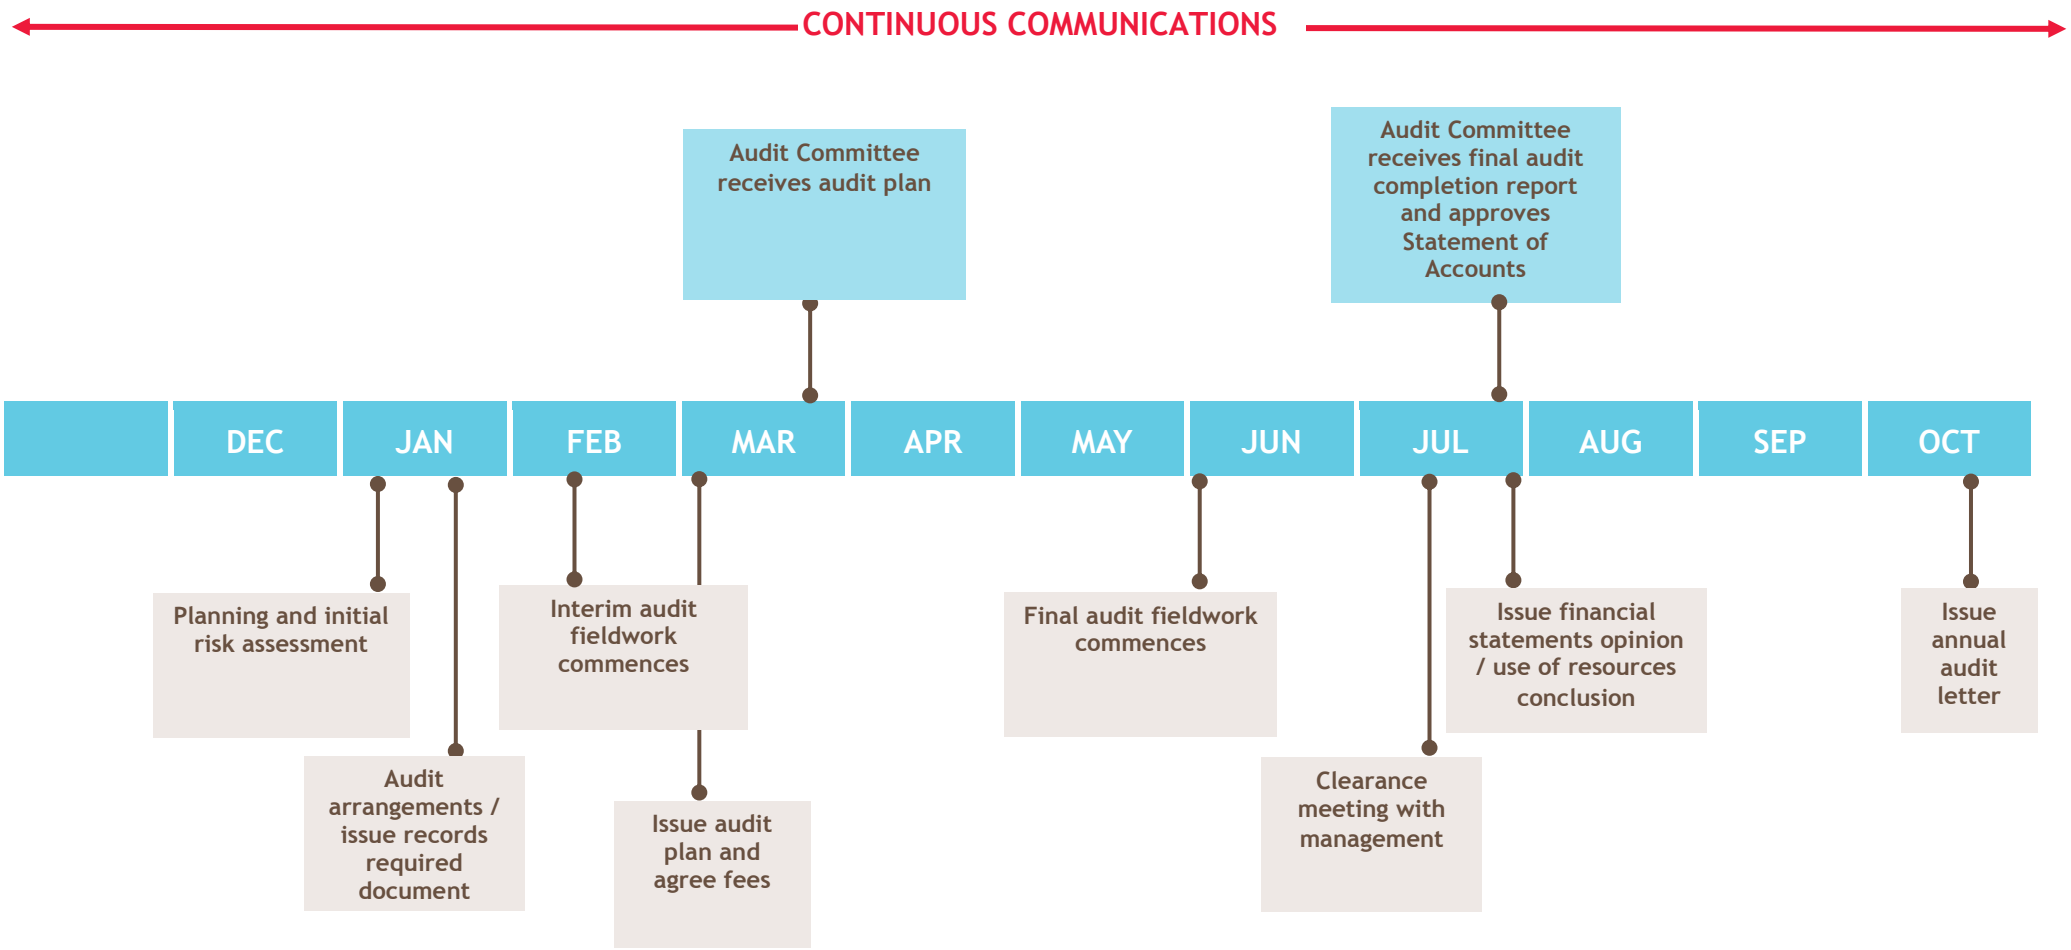 CONTINUOUS COMMUNICATIONS
Audit Committee
receives audit plan
Audit Committee
receives final audit
completion report
and approves
Statement of
Accounts
DEC
JAN
FEB
MAR
APR
MAY
JUN
JUL
AUG
SEP
OCT
Planning and initial
risk assessment
Audit
arrangements /
issue records
required
document
Interim audit
fieldwork
commences
Issue audit
plan and
agree fees
Final audit fieldwork
commences
Clearance
meeting with
management
Issue financial
statements opinion
/ use of resources
conclusion
Issue
annual
audit
letter